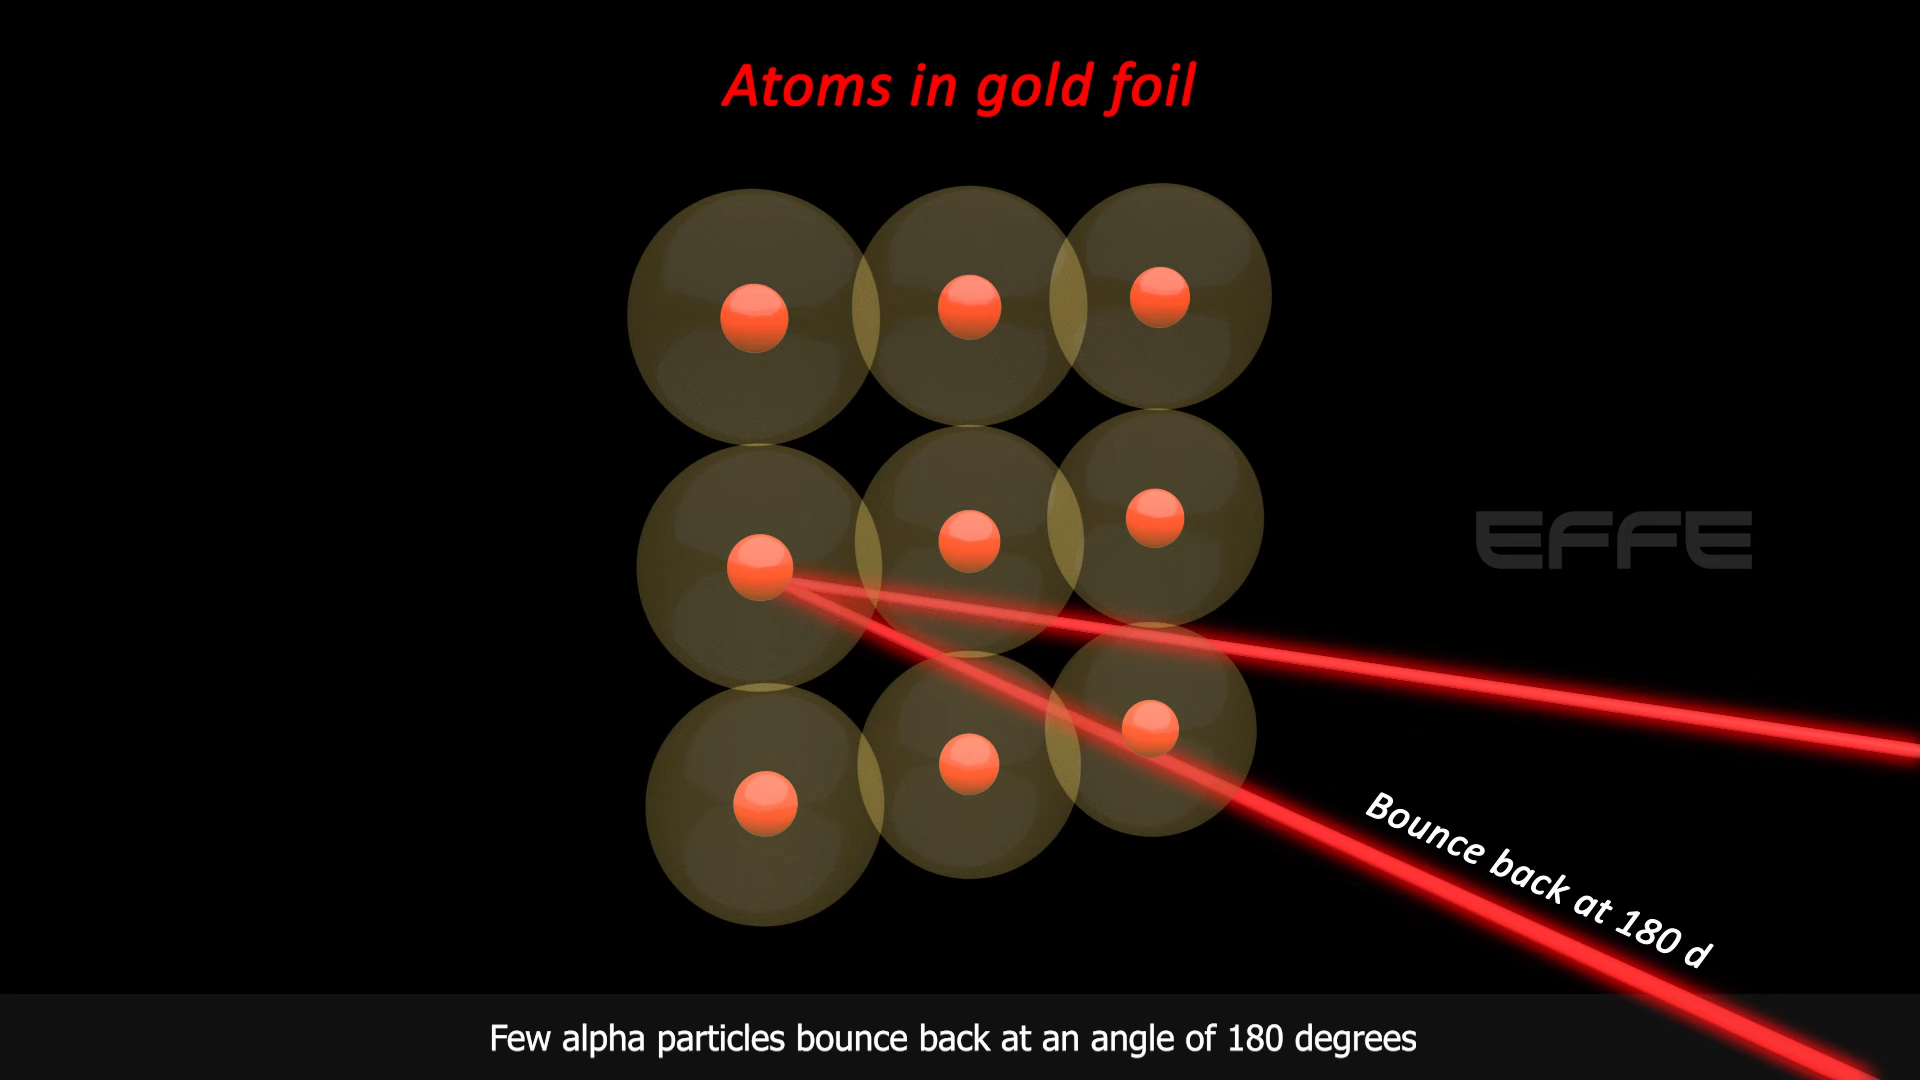 Atoms in gold foil
EFFE
Bounce back at 180 d
Few alpha particles bounce back at an angle of 180 degrees